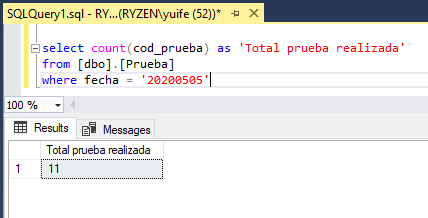 SQLQuery1.sql - RY...(RYZEN\yuife (52))*
select count(cod_prueba) as 'Total prueba realizada'
from [dbo].[Prueba]
where fecha = '20200505'
100 %
Results Messages
Total prueba realizada
1 11